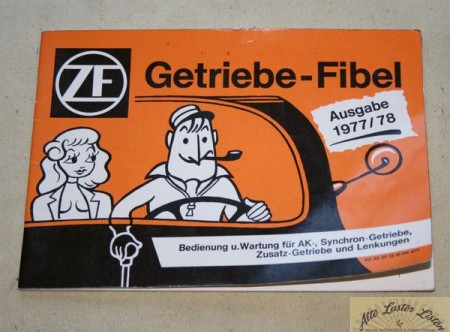 ZF
Getriebe-Fibel
Ausgabe
1977/78
Bedienung u.Wartung für AK-, Synchron-Getriebe,
Zusatz-Getriebe und Lenkungen
Alte Laster Listen